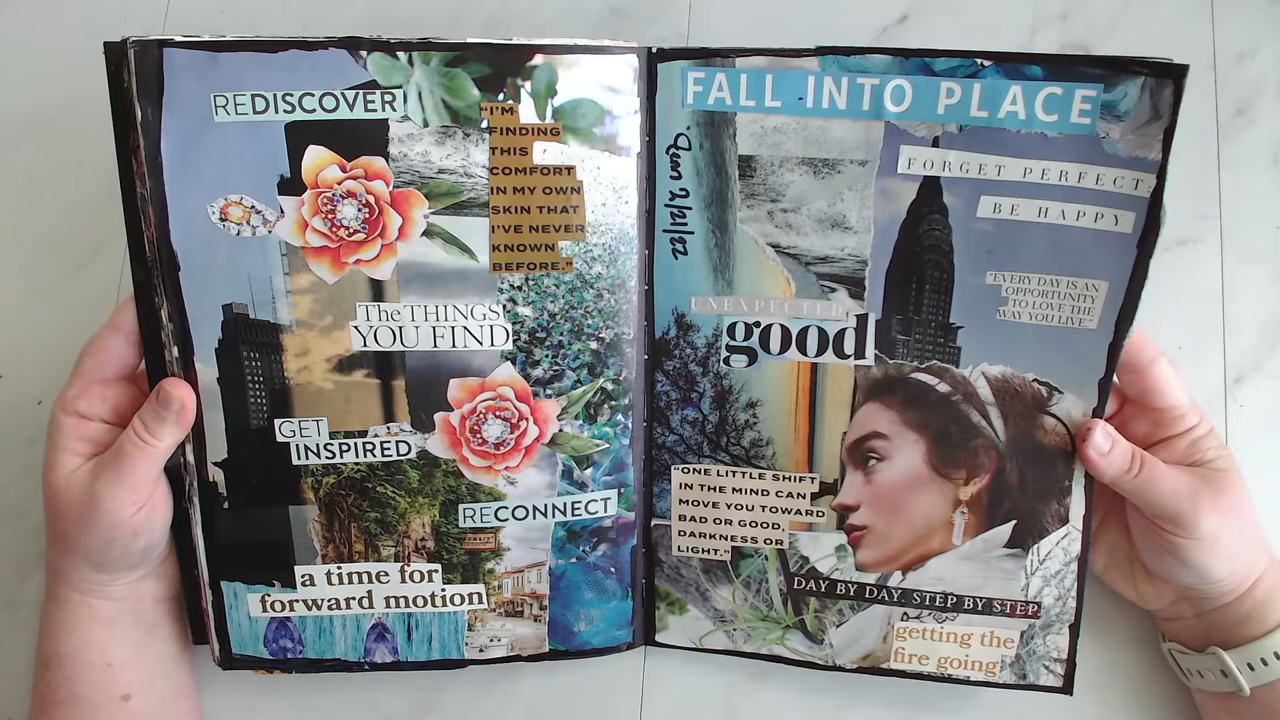 REDISCOVER
"I'M
FINDING
THIS
COMFORT
IN MY OWN
SKIN THAT
I'VE NEVER
KNOWN
BEFORE."
The THINGS
YOU FIND
GET
INSPIRED
RECONNECT
a time for
forward motion
FALL INTO PLACE
2/21/22
FORGET PERFECT:
BE HAPPY
"EVERY DAY IS AN
OPPORTUNITY
TO LOVE THE
WAY YOU LIVE"
UNEXPECTED
good
"ONE LITTLE SHIFT
IN THE MIND CAN
MOVE YOU TOWARD
BAD OR GOOD,
DARKNESS OR
LIGHT."
DAY BY DAY. STEP BY STEP.
getting the
fire going